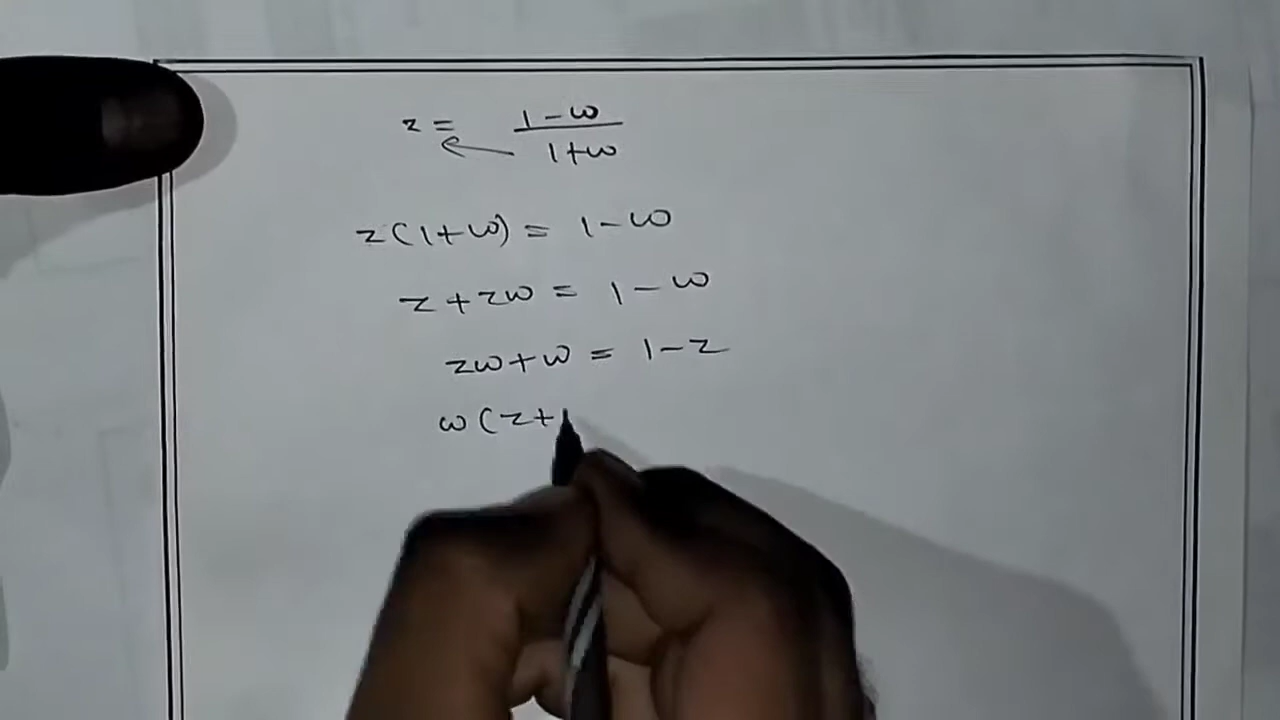 z = (1-ω)/(1+ω)
z(1+ω) = 1-ω
z+zω = 1-ω
zω+ω = 1-z
ω(z+